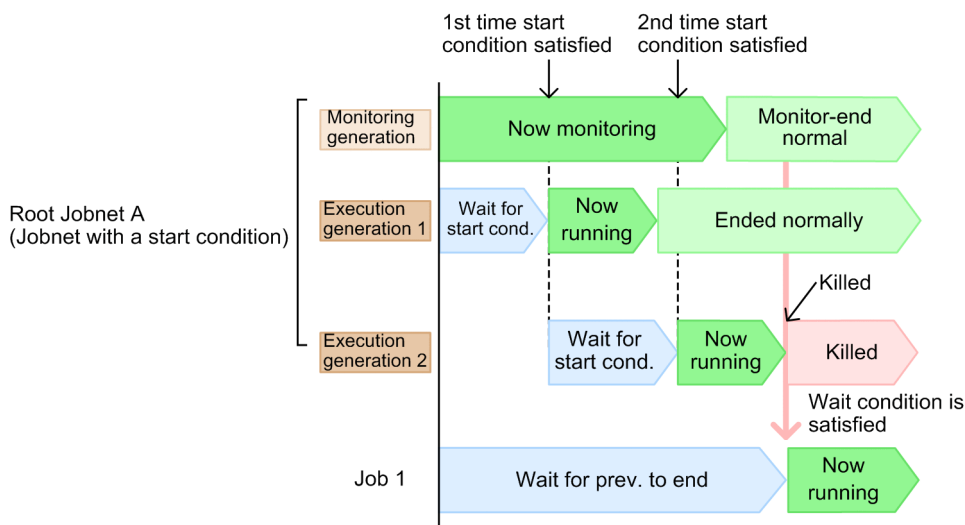 1st time start
condition satisfied
2nd time start
condition satisfied
Monitoring
generation
Now monitoring
Monitor-end
normal
Root Jobnet A
(Jobnet with a start condition)
Execution
generation 1
Wait for
start cond.
Now
running
Ended normally
Killed
Execution
generation 2
Wait for
start cond.
Now
running
Killed
Wait condition is
satisfied
Job 1
Wait for prev. to end
Now
running